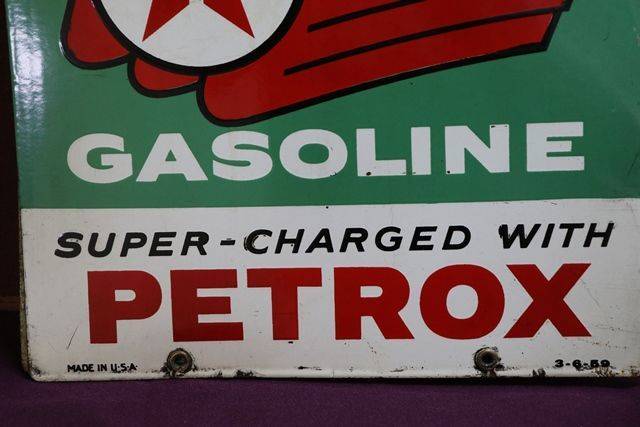 GASOLINE
SUPER-CHARGED WITH
PETROX
MADE IN U.S.A. 3-6-59